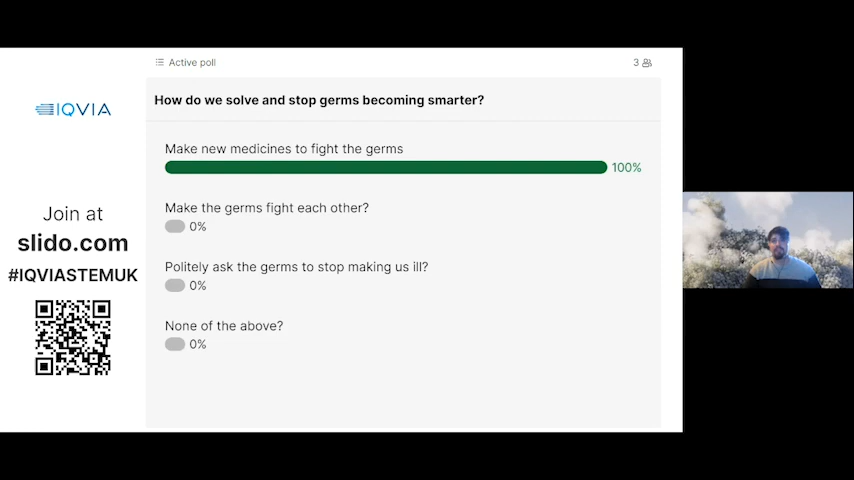 Active poll
3
How do we solve and stop germs becoming smarter?
IQVIA
Make new medicines to fight the germs
100%
Make the germs fight each other?
0%
Join at
slido.com
#IQVIASTEMUK
Politely ask the germs to stop making us ill?
0%
None of the above?
0%